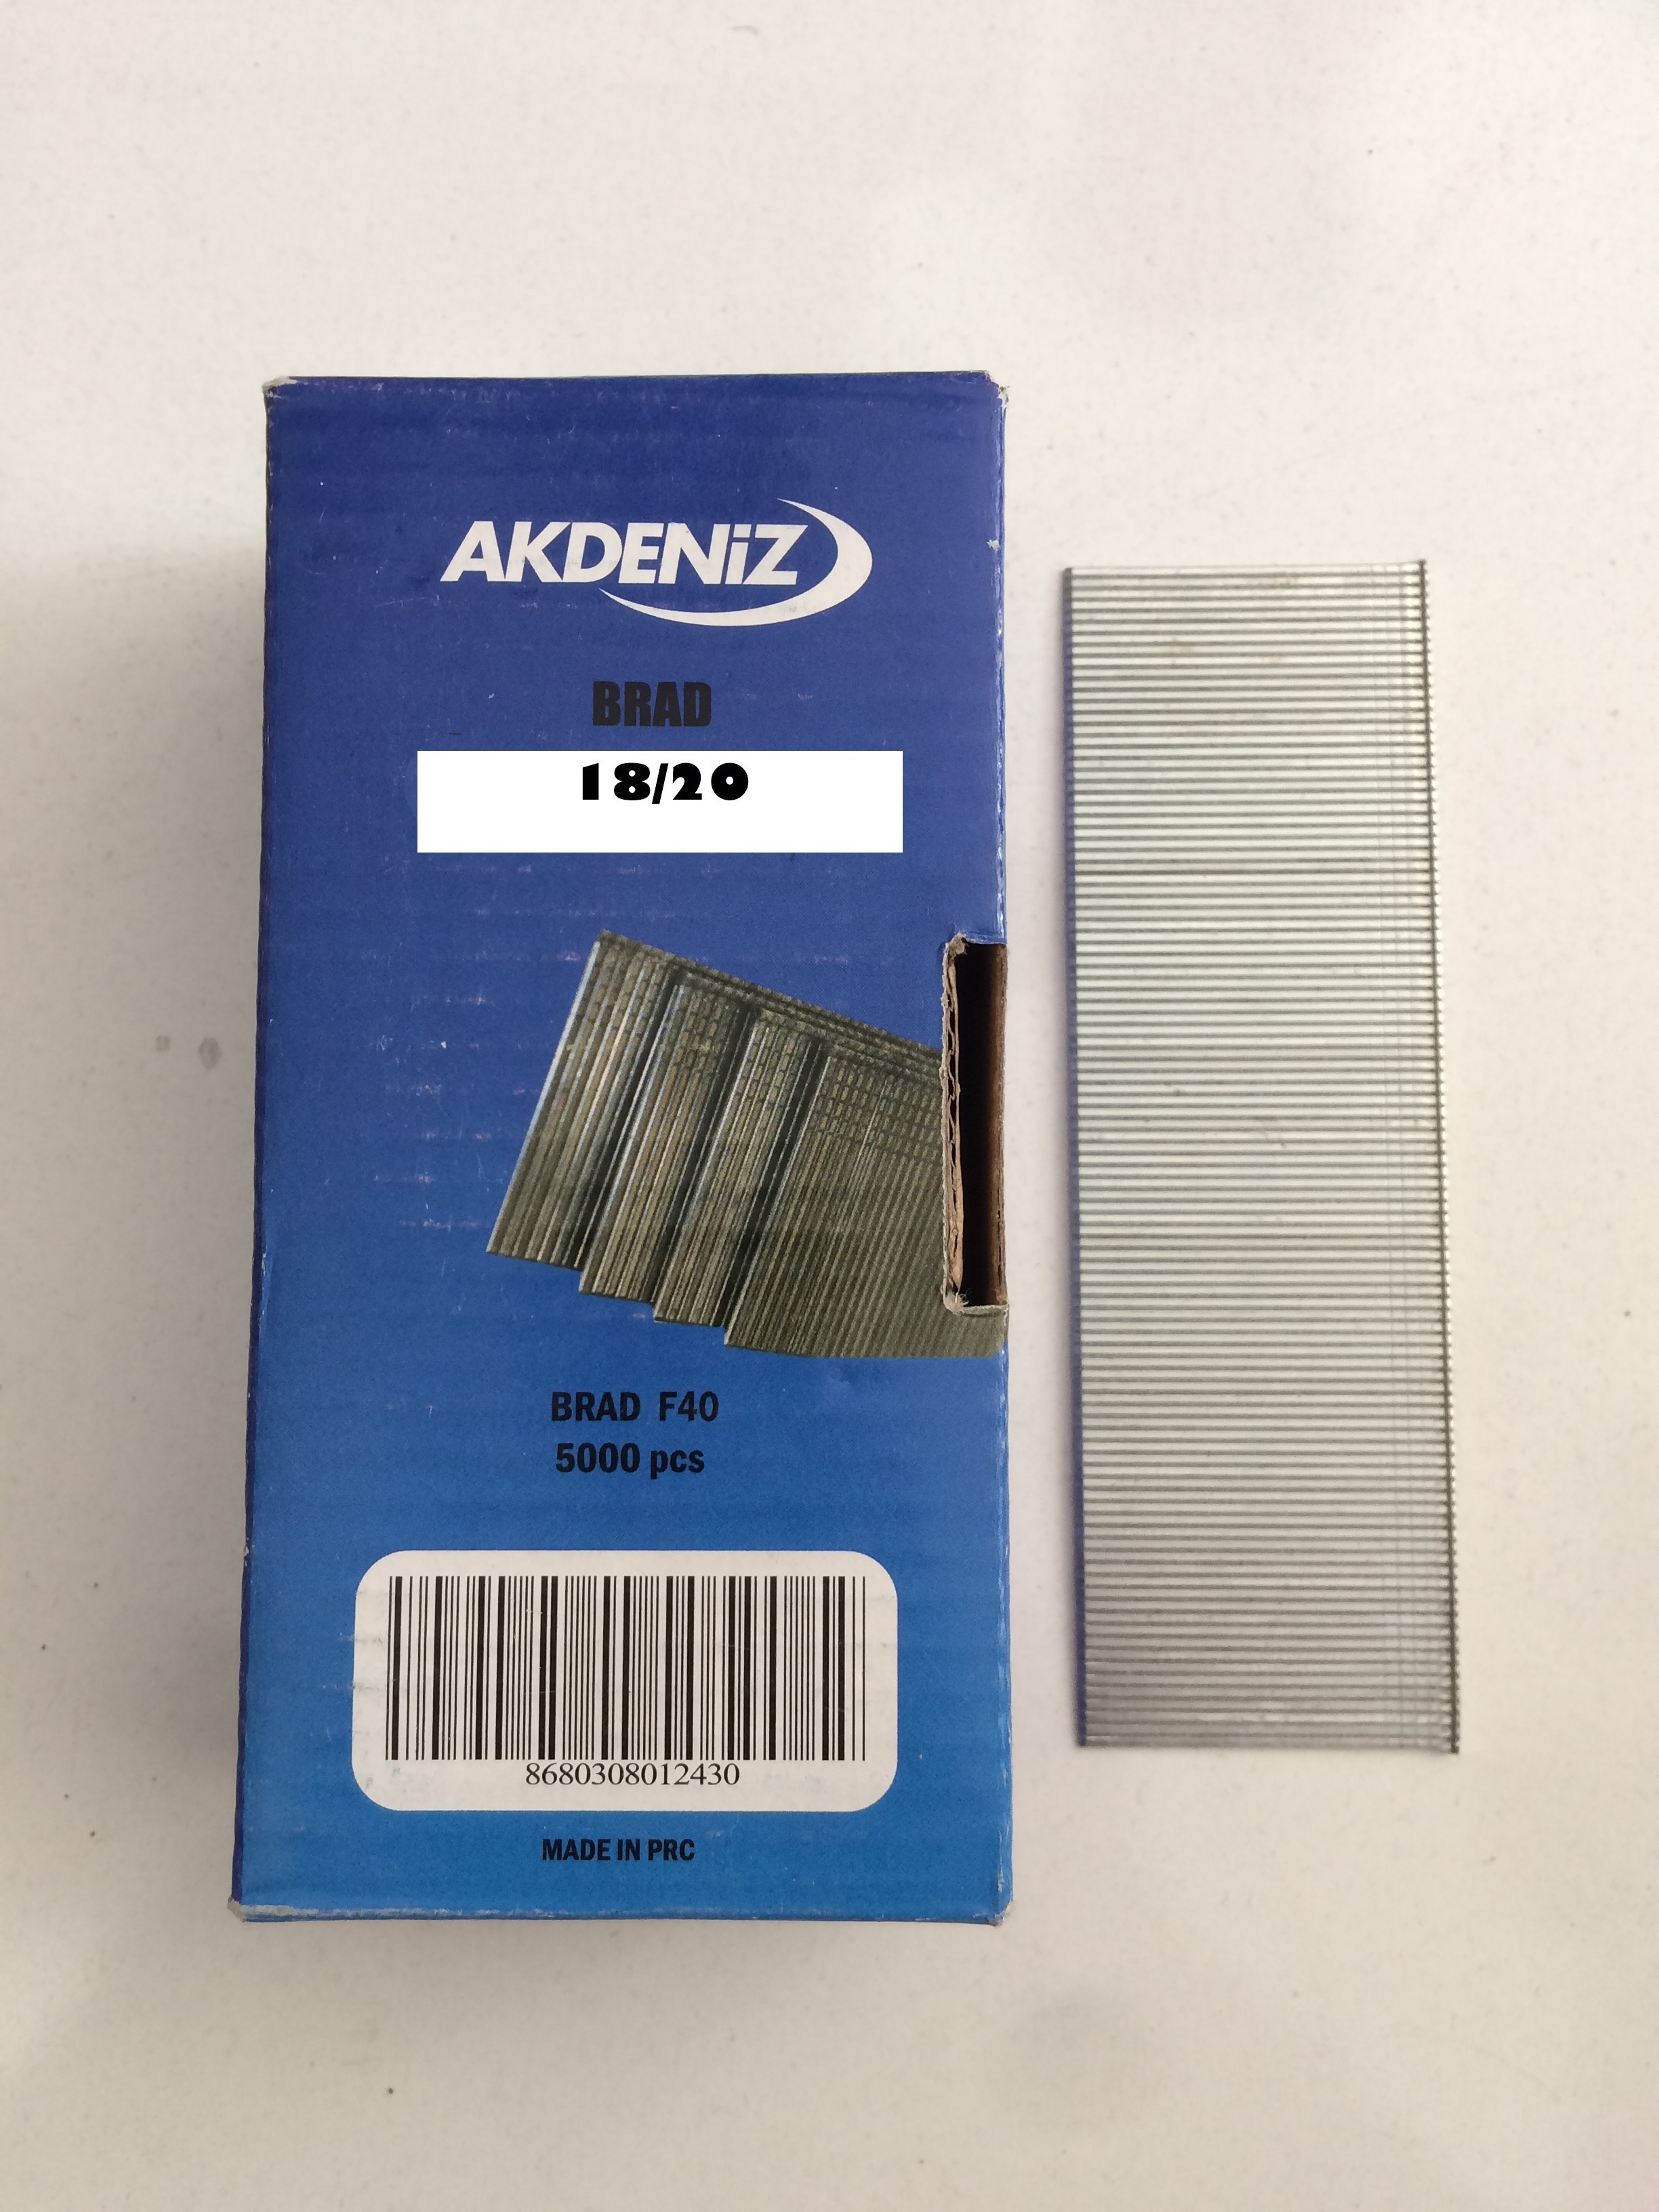 AKDENiZ
BRAD
18/20
BRAD F40
5000 pcs
8680308012430
MADE IN PRC